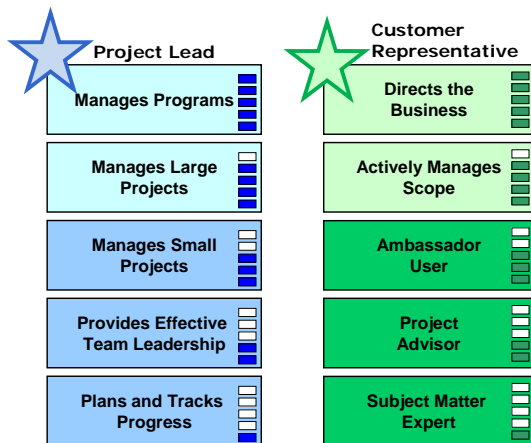 Project Lead
Manages Programs
Manages Large
Projects
Manages Small
Projects
Provides Effective
Team Leadership
Plans and Tracks
Progress
Customer
Representative
Directs the
Business
Actively Manages
Scope
Ambassador
User
Project
Advisor
Subject Matter
Expert